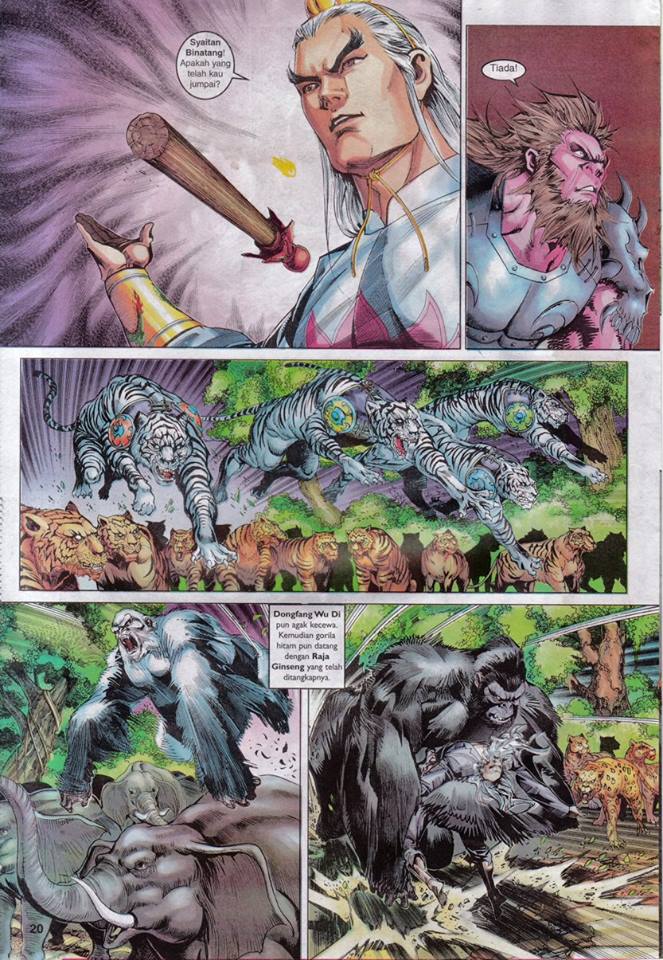 Syaitan
Binatang!
Apakah yang
telah kau
jumpai?
Tiada!
Dongfang Wu Di
pun agak kecewa.
Kemudian gorila
hitam pun datang
dengan Raja
Ginseng yang telah
ditangkapnya.
20